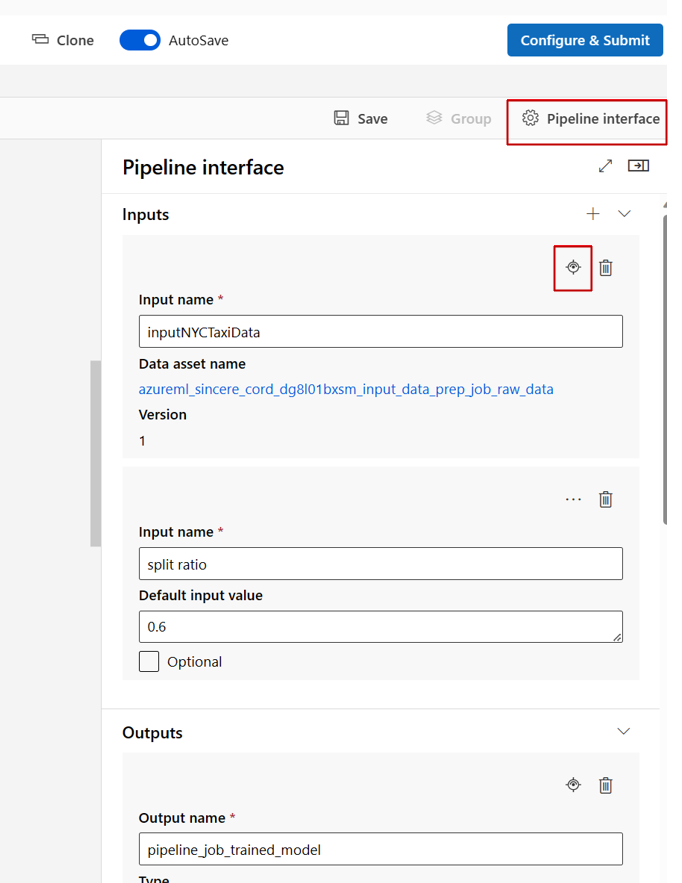 Clone AutoSave Configure & Submit
Save Group Pipeline interface
Pipeline interface
Inputs
Input name *
inputNYCTaxiData
Data asset name
azureml_sincere_cord_dg8l01bxsm_input_data_prep_job_raw_data
Version
1
Input name *
split ratio
Default input value
0.6
Optional
Outputs
Output name *
pipeline_job_trained_model
Type